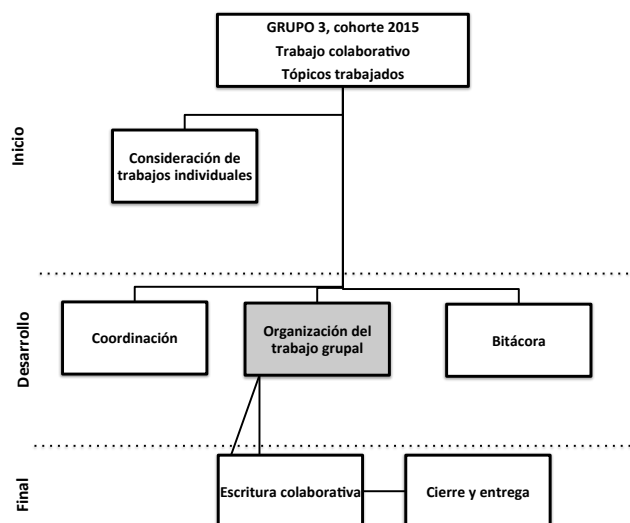 GRUPO 3, cohorte 2015
Trabajo colaborativo
Tópicos trabajados
Inicio
Consideración de
trabajos individuales
Desarrollo
Coordinación
Organización del
trabajo grupal
Bitácora
Final
Escritura colaborativa
Cierre y entrega